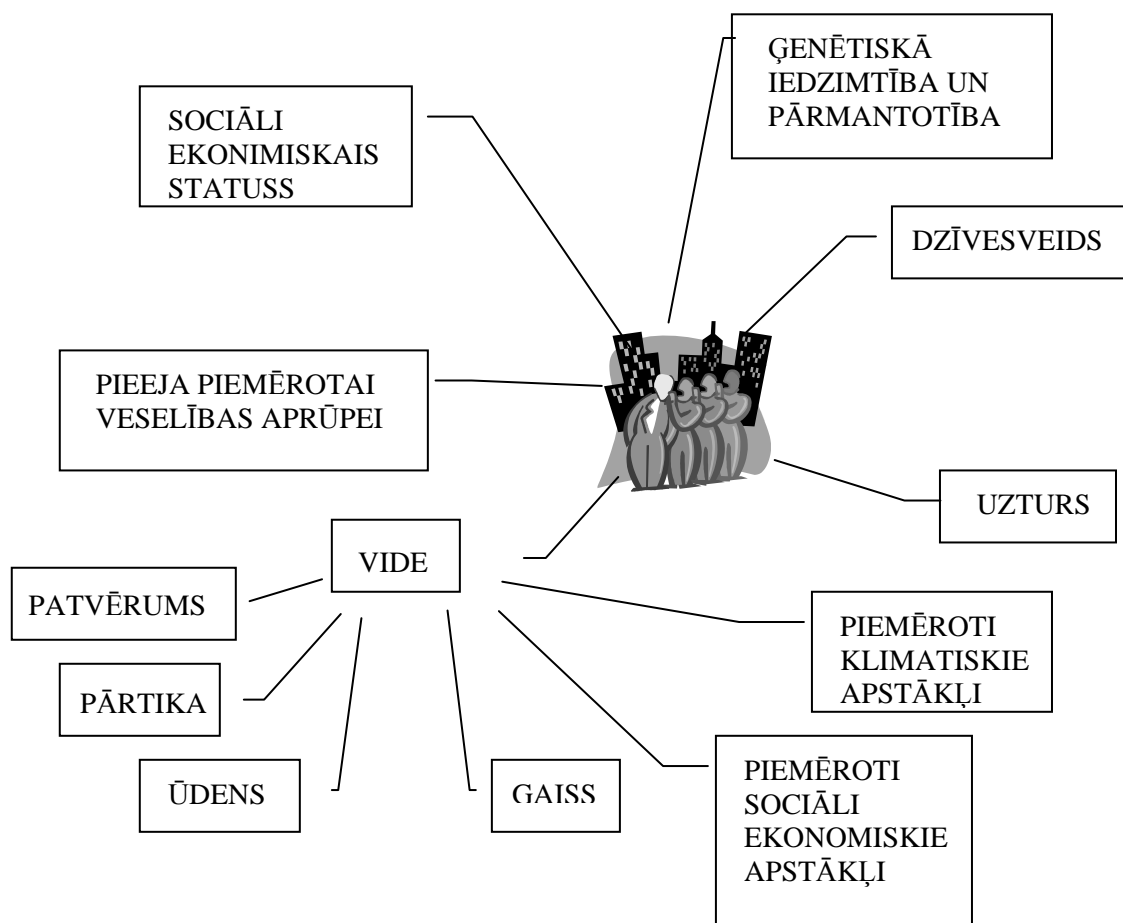 ĢENĒTISKĀ
IEDZIMTĪBA UN
PĀRMANTOTĪBA
SOCIĀLI
EKONIMISKAIS
STATUSS
DZĪVESVEIDS
PIEEJA PIEMĒROTAI
VESELĪBAS APRŪPEI
UZTURS
VIDE
PATVĒRUMS
PIEMĒROTI
KLIMATISKIE
APSTĀKĻI
PĀRTIKA
ŪDENS
GAISS
PIEMĒROTI
SOCIĀLI
EKONOMISKIE
APSTĀKĻI